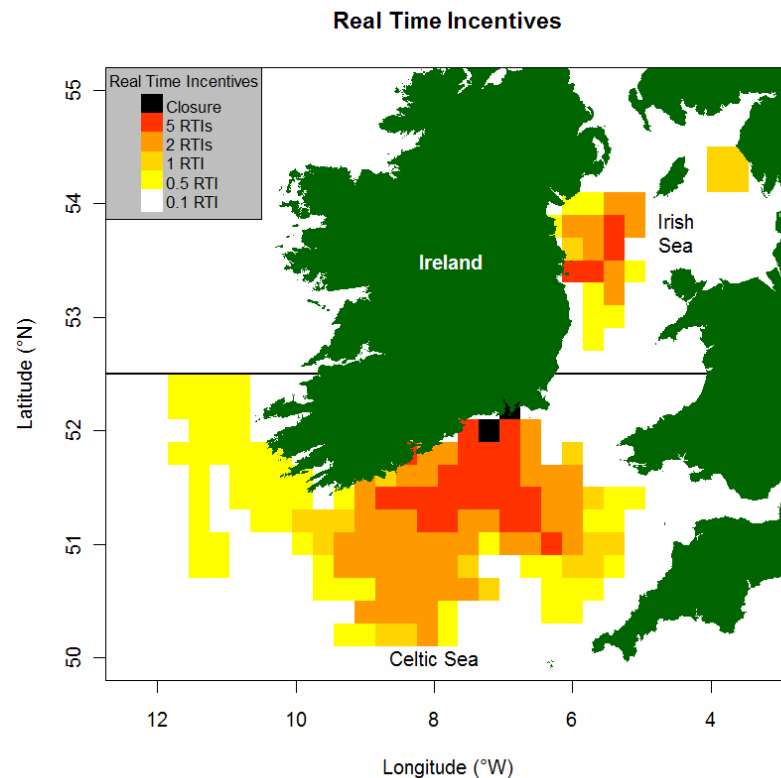 Real Time Incentives
Real Time Incentives
Closure
5 RTIs
2 RTIs
1 RTI
0.5 RTI
0.1 RTI
Ireland
Irish
Sea
Celtic Sea
55
54
53
52
51
50
Latitude (°N)
12
10
8
6
4
Longitude (°W)